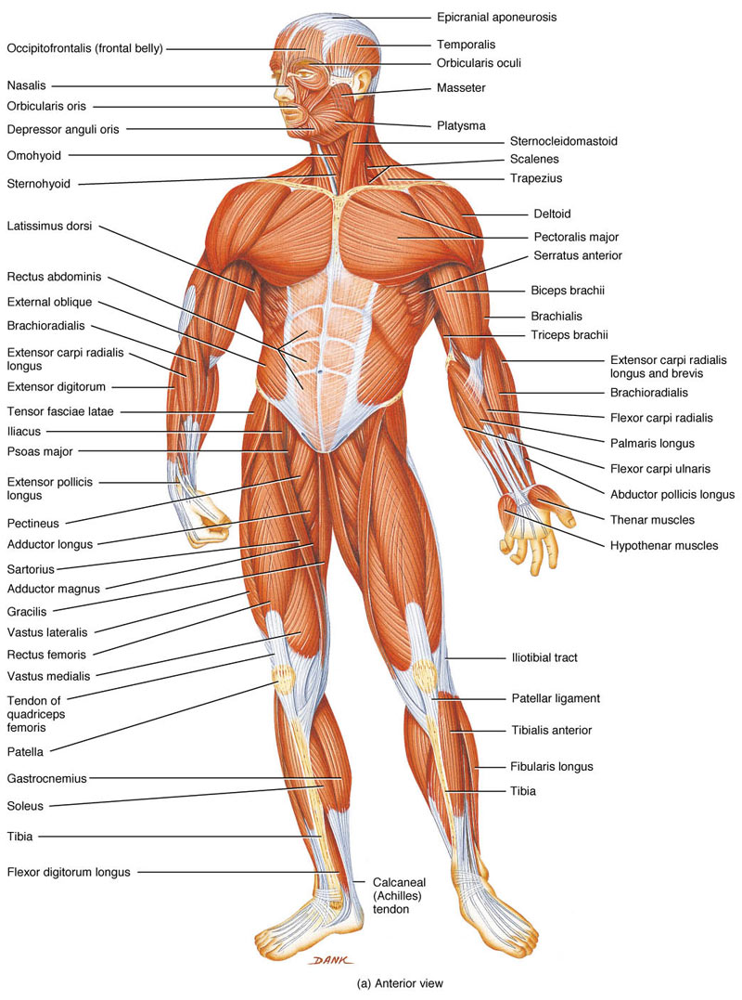 Epicranial aponeurosis
Occipitofrontalis (frontal belly)
Temporalis
Orbicularis oculi
Nasalis
Masseter
Orbicularis oris
Depressor anguli oris
Platysma
Sternocleidomastoid
Omohyoid
Scalenes
Sternohyoid
Trapezius
Deltoid
Latissimus dorsi
Pectoralis major
Serratus anterior
Rectus abdominis
Biceps brachii
External oblique
Brachialis
Brachioradialis
Triceps brachii
Extensor carpi radialis
longus
Extensor carpi radialis
longus and brevis
Extensor digitorum
Brachioradialis
Tensor fasciae latae
Flexor carpi radialis
Iliacus
Palmaris longus
Psoas major
Flexor carpi ulnaris
Extensor pollicis
longus
Abductor pollicis longus
Pectineus
Thenar muscles
Adductor longus
Hypothenar muscles
Sartorius
Adductor magnus
Gracilis
Vastus lateralis
Rectus femoris
Iliotibial tract
Vastus medialis
Tendon of
quadriceps
femoris
Patellar ligament
Tibialis anterior
Patella
Fibularis longus
Gastrocnemius
Tibia
Soleus
Tibia
Flexor digitorum longus
Calcaneal
(Achilles)
tendon
DANK
(a) Anterior view